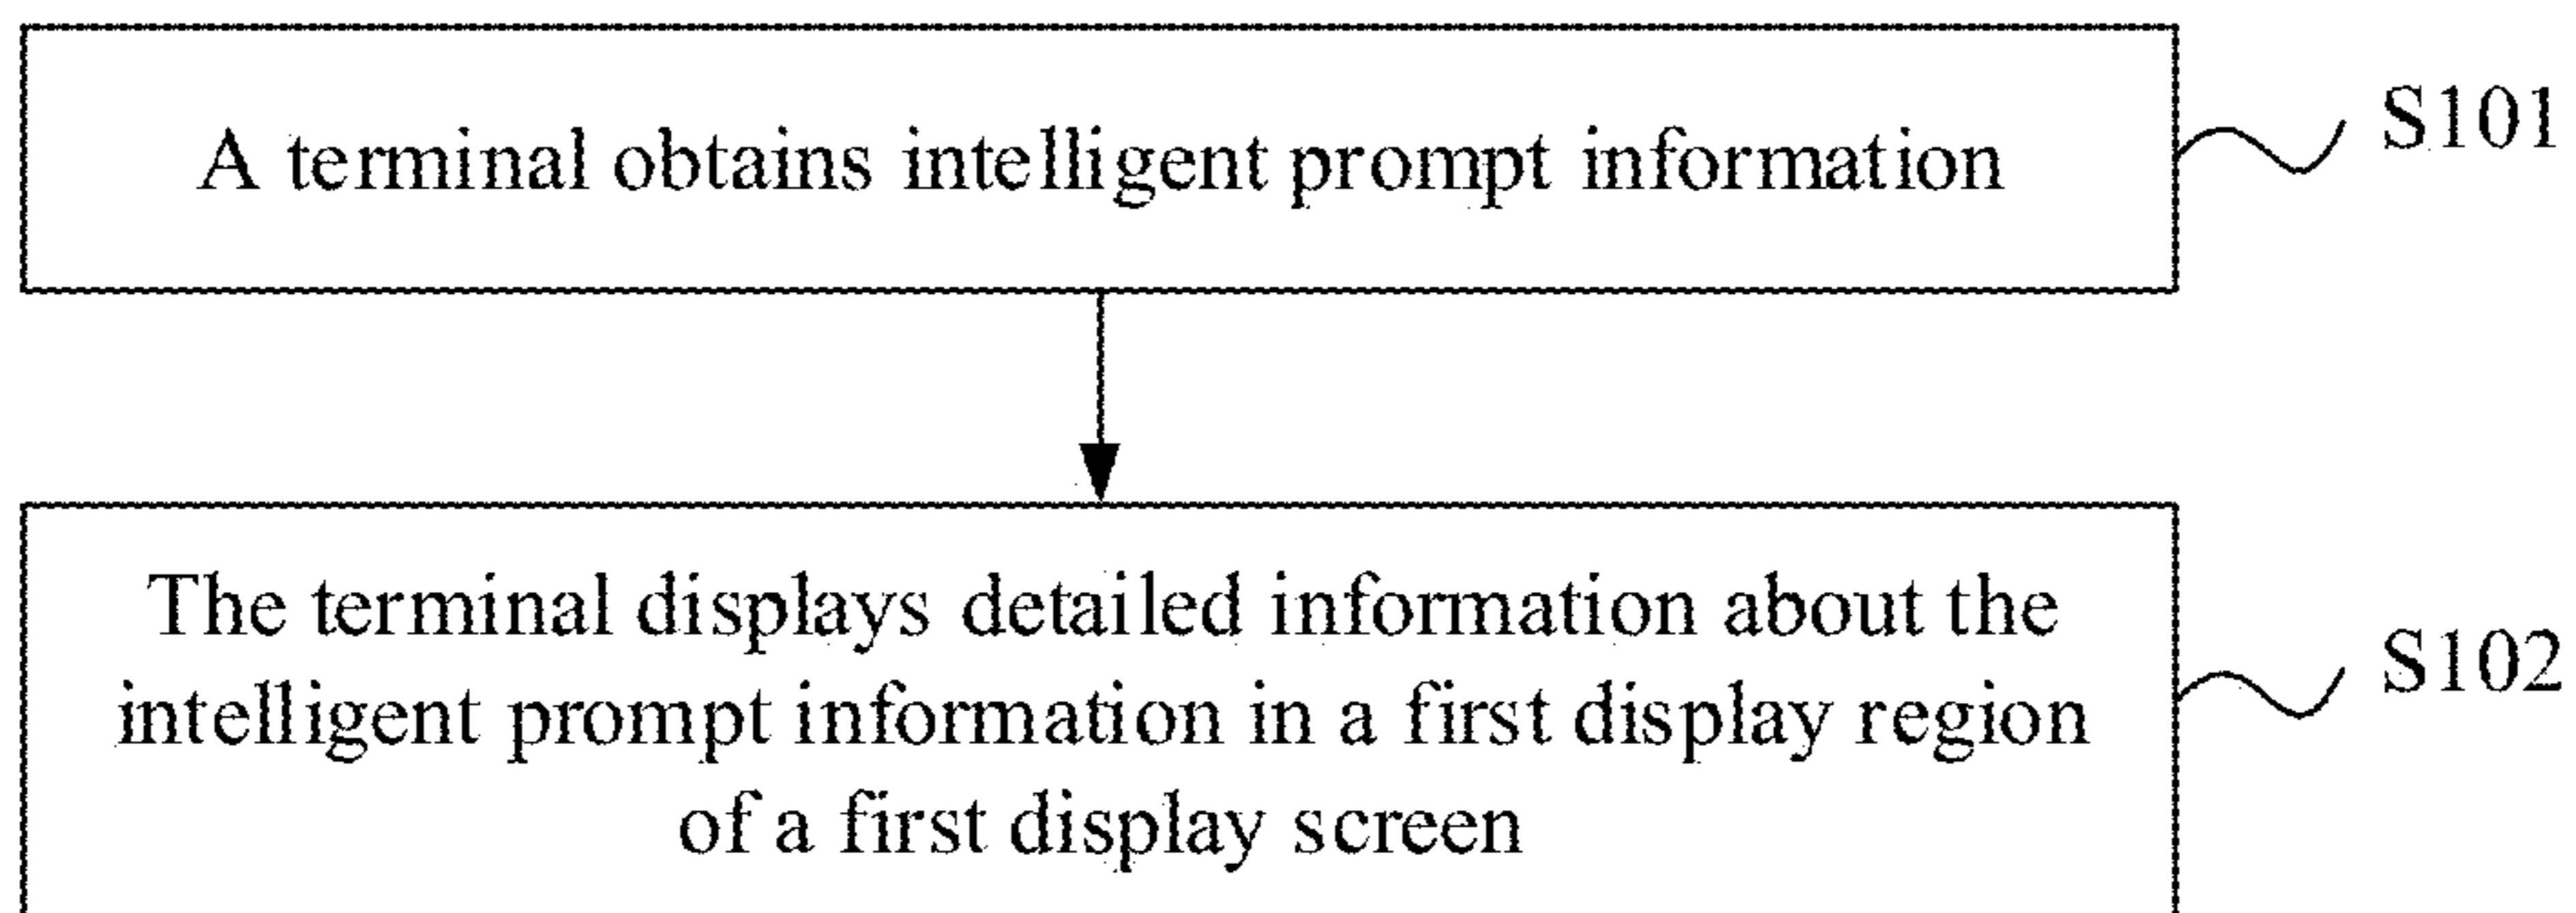 A terminal obtains intelligent prompt information
S101
The terminal displays detailed information about the
intelligent prompt information in a first display region
of a first display screen
S102